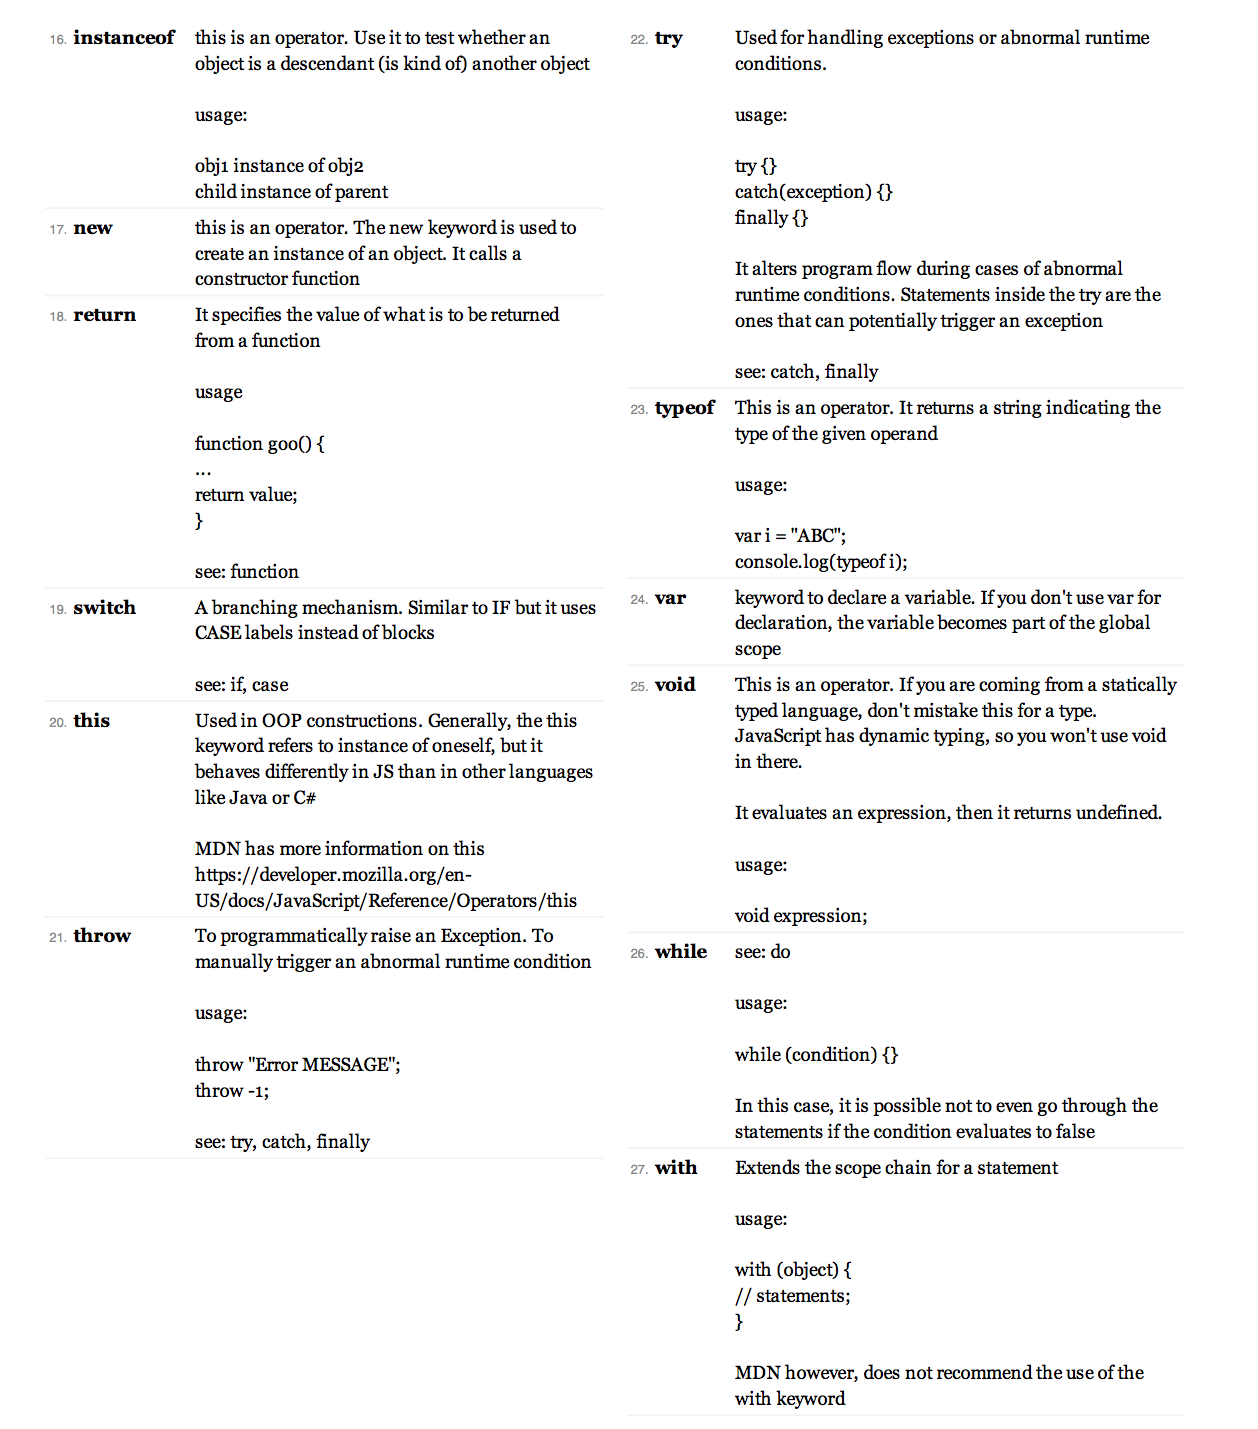 16. instanceof this is an operator. Use it to test whether an
object is a descendant (is kind of) another object
usage:
obj1 instance of obj2
child instance of parent
17. new this is an operator. The new keyword is used to
create an instance of an object. It calls a
constructor function
18. return It specifies the value of what is to be returned
from a function
usage
function goo() {
...
return value;
}
see: function
19. switch A branching mechanism. Similar to IF but it uses
CASE labels instead of blocks
see: if, case
20. this Used in OOP constructions. Generally, the this
keyword refers to instance of oneself, but it
behaves differently in JS than in other languages
like Java or C#
MDN has more information on this
https://developer.mozilla.org/en-
US/docs/JavaScript/Reference/Operators/this
21. throw To programmatically raise an Exception. To
manually trigger an abnormal runtime condition
usage:
throw "Error MESSAGE";
throw -1;
see: try, catch, finally
22. try Used for handling exceptions or abnormal runtime
conditions.
usage:
try {}
catch(exception) {}
finally {}
It alters program flow during cases of abnormal
runtime conditions. Statements inside the try are the
ones that can potentially trigger an exception
see: catch, finally
23. typeof This is an operator. It returns a string indicating the
type of the given operand
usage:
var i = "ABC";
console.log(typeof i);
24. var keyword to declare a variable. If you don't use var for
declaration, the variable becomes part of the global
scope
25. void This is an operator. If you are coming from a statically
typed language, don't mistake this for a type.
JavaScript has dynamic typing, so you won't use void
in there.
It evaluates an expression, then it returns undefined.
usage:
void expression;
26. while see: do
usage:
while (condition) {}
In this case, it is possible not to even go through the
statements if the condition evaluates to false
27. with Extends the scope chain for a statement
usage:
with (object) {
// statements;
}
MDN however, does not recommend the use of the
with keyword